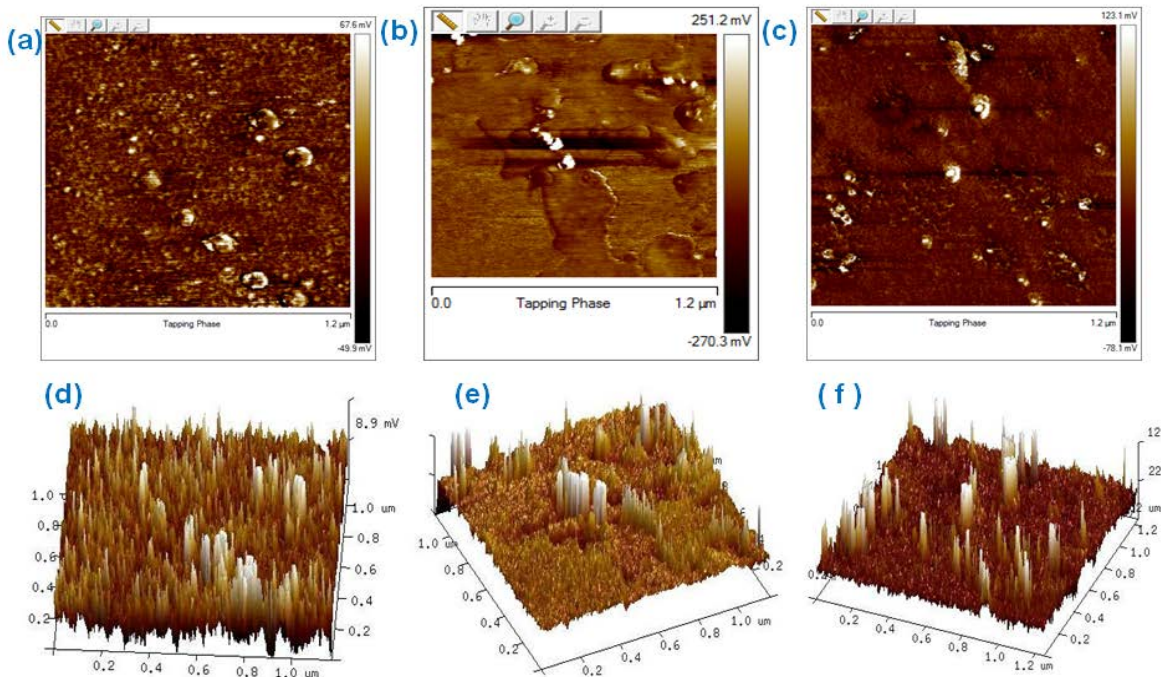 (a)
67.6 mV
0.0 Tapping Phase 1.2 µm
-49.9 mV
(b)
251.2 mV
0.0 Tapping Phase 1.2 µm
-270.3 mV
(c)
123.1 mV
0.0 Tapping Phase 1.2 µm
-78.1 mV
(d)
8.9 mV
1.0
0.8
0.6
0.4
0.2
1.0 um
0.8
0.6
0.4
0.2
0.2 0.4 0.6 0.8 1.0 um
(e)
1.0 um
0.8
0.6
0.4
0.2
um
0.2
0.2 0.4 0.6 0.8 1.0 um
( f )
12
22
um
1.2
1.0
0.8
0.6
0.4
0.2
0.2 0.4 0.6 0.8 1.0 1.2 um